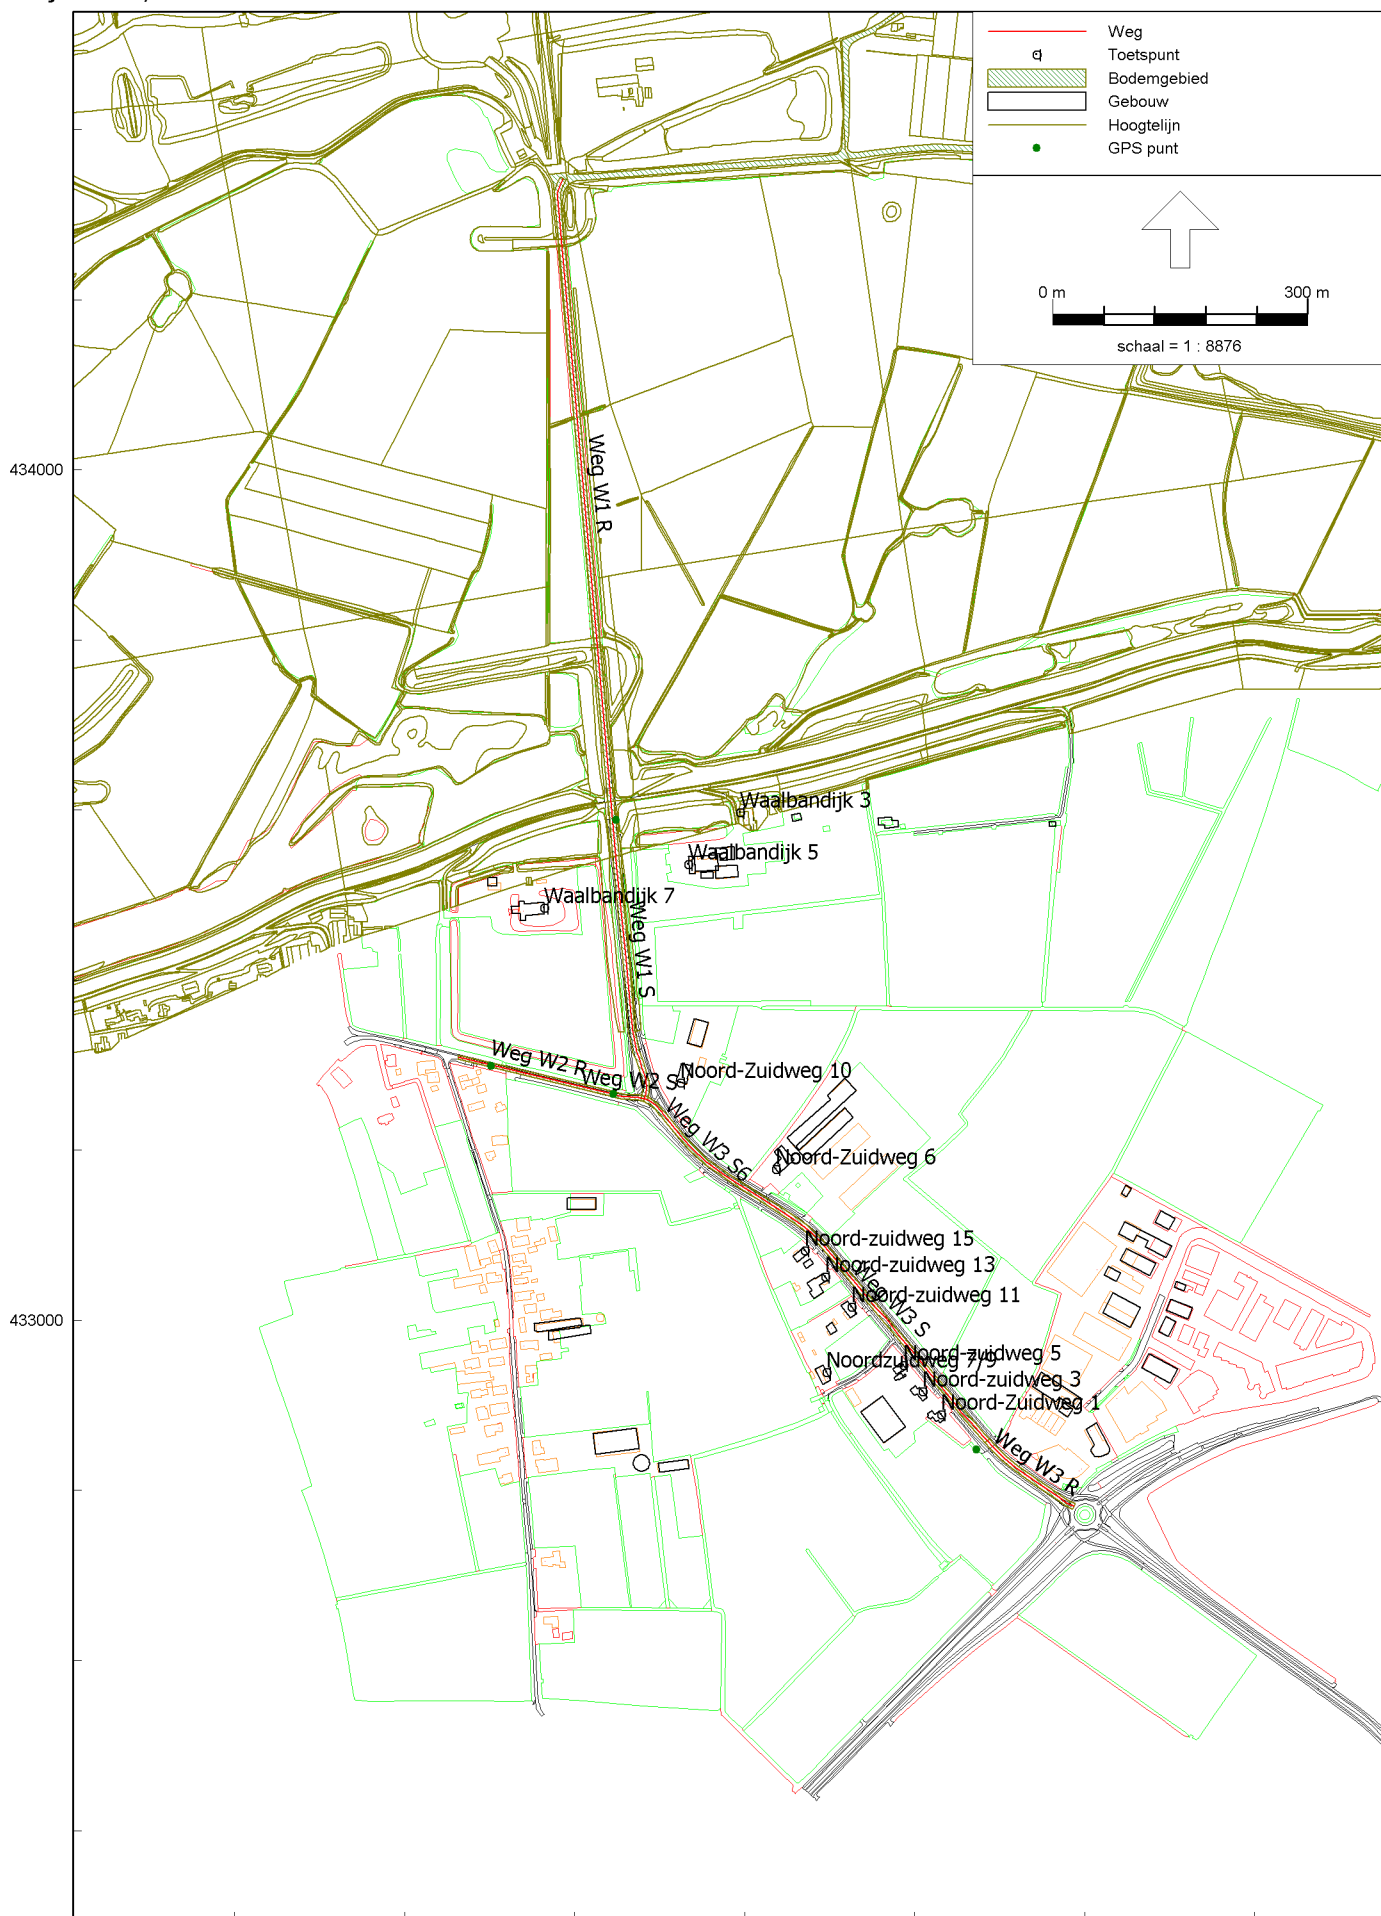 Weg
Toetspunt
Bodemgebied
Gebouw
Hoogtelijn
GPS punt
0 m
300 m
schaal = 1 : 8876
434000
Weg W1 R
Waalbandijk 3
Waalbandijk 5
Waalbandijk 7
Weg W1 S
Weg W2 R
Weg W2 S
Noord-Zuidweg 10
Weg W3 S6
Noord-Zuidweg 6
Noord-zuidweg 15
Noord-zuidweg 13
Noord-zuidweg 11
Weg W3 S
433000
Noord-zuidweg 5
Noordzuidweg 7/9
Noord-zuidweg 3
Noord-Zuidweg 1
Weg W3 R